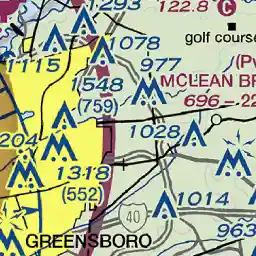 1293
122.8 C
golf course
1078
1115
977
(Pv
1548
MCLEAN BR
(759)
696 - 22
1028
204
1318
(552)
1014
40
963
GREENSBORO